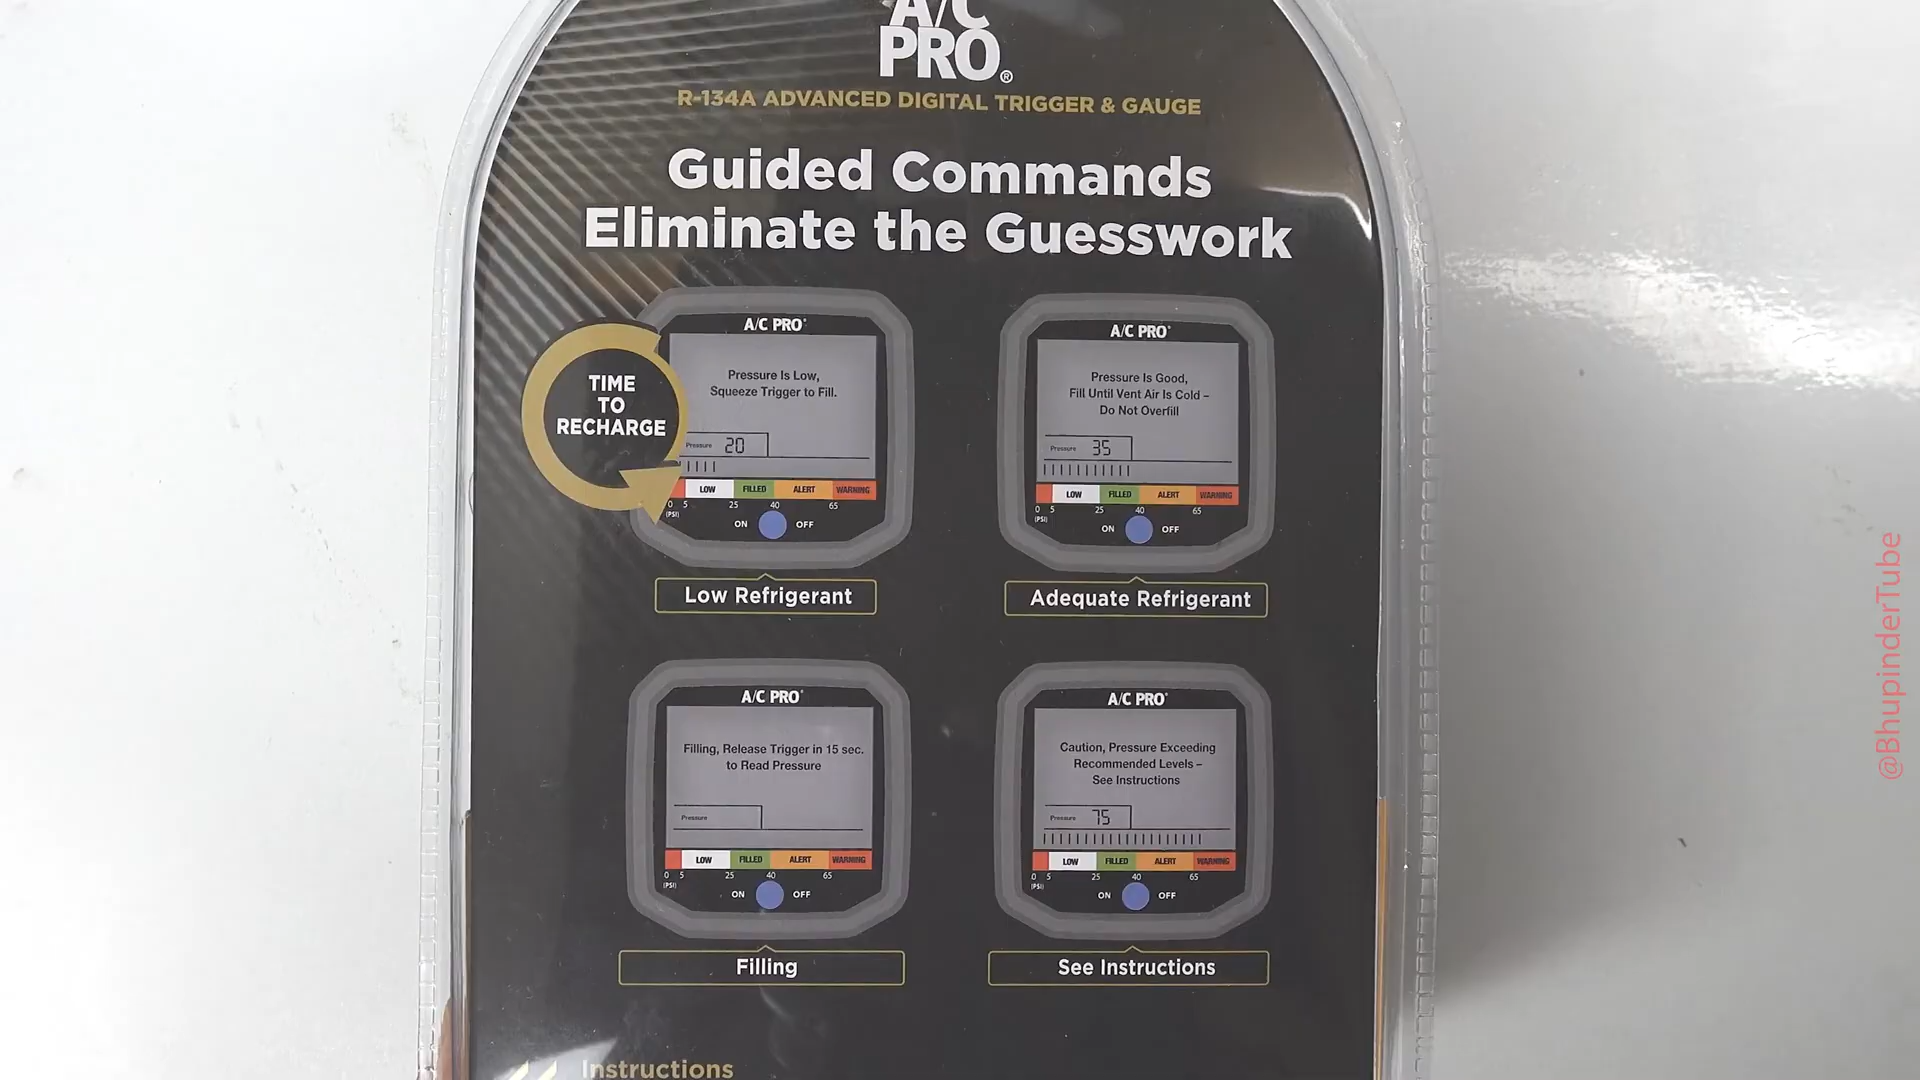 A/C
PRO®
R-134A ADVANCED DIGITAL TRIGGER & GAUGE
Guided Commands
Eliminate the Guesswork
TIME
TO
RECHARGE
A/C PRO®
Pressure Is Low,
Squeeze Trigger to Fill.
Pressure 20
LOW FILLED ALERT WARNING
0 5 25 40 65
(PSI)
ON OFF
Low Refrigerant
A/C PRO®
Pressure Is Good,
Fill Until Vent Air Is Cold –
Do Not Overfill
Pressure 35
LOW FILLED ALERT WARNING
0 5 25 40 65
(PSI)
ON OFF
Adequate Refrigerant
A/C PRO®
Filling, Release Trigger in 15 sec.
to Read Pressure
Pressure
LOW FILLED ALERT WARNING
0 5 25 40 65
(PSI)
ON OFF
Filling
A/C PRO®
Caution, Pressure Exceeding
Recommended Levels –
See Instructions
Pressure 75
LOW FILLED ALERT WARNING
0 5 25 40 65
(PSI)
ON OFF
See Instructions
Instructions
@BhupinderTube